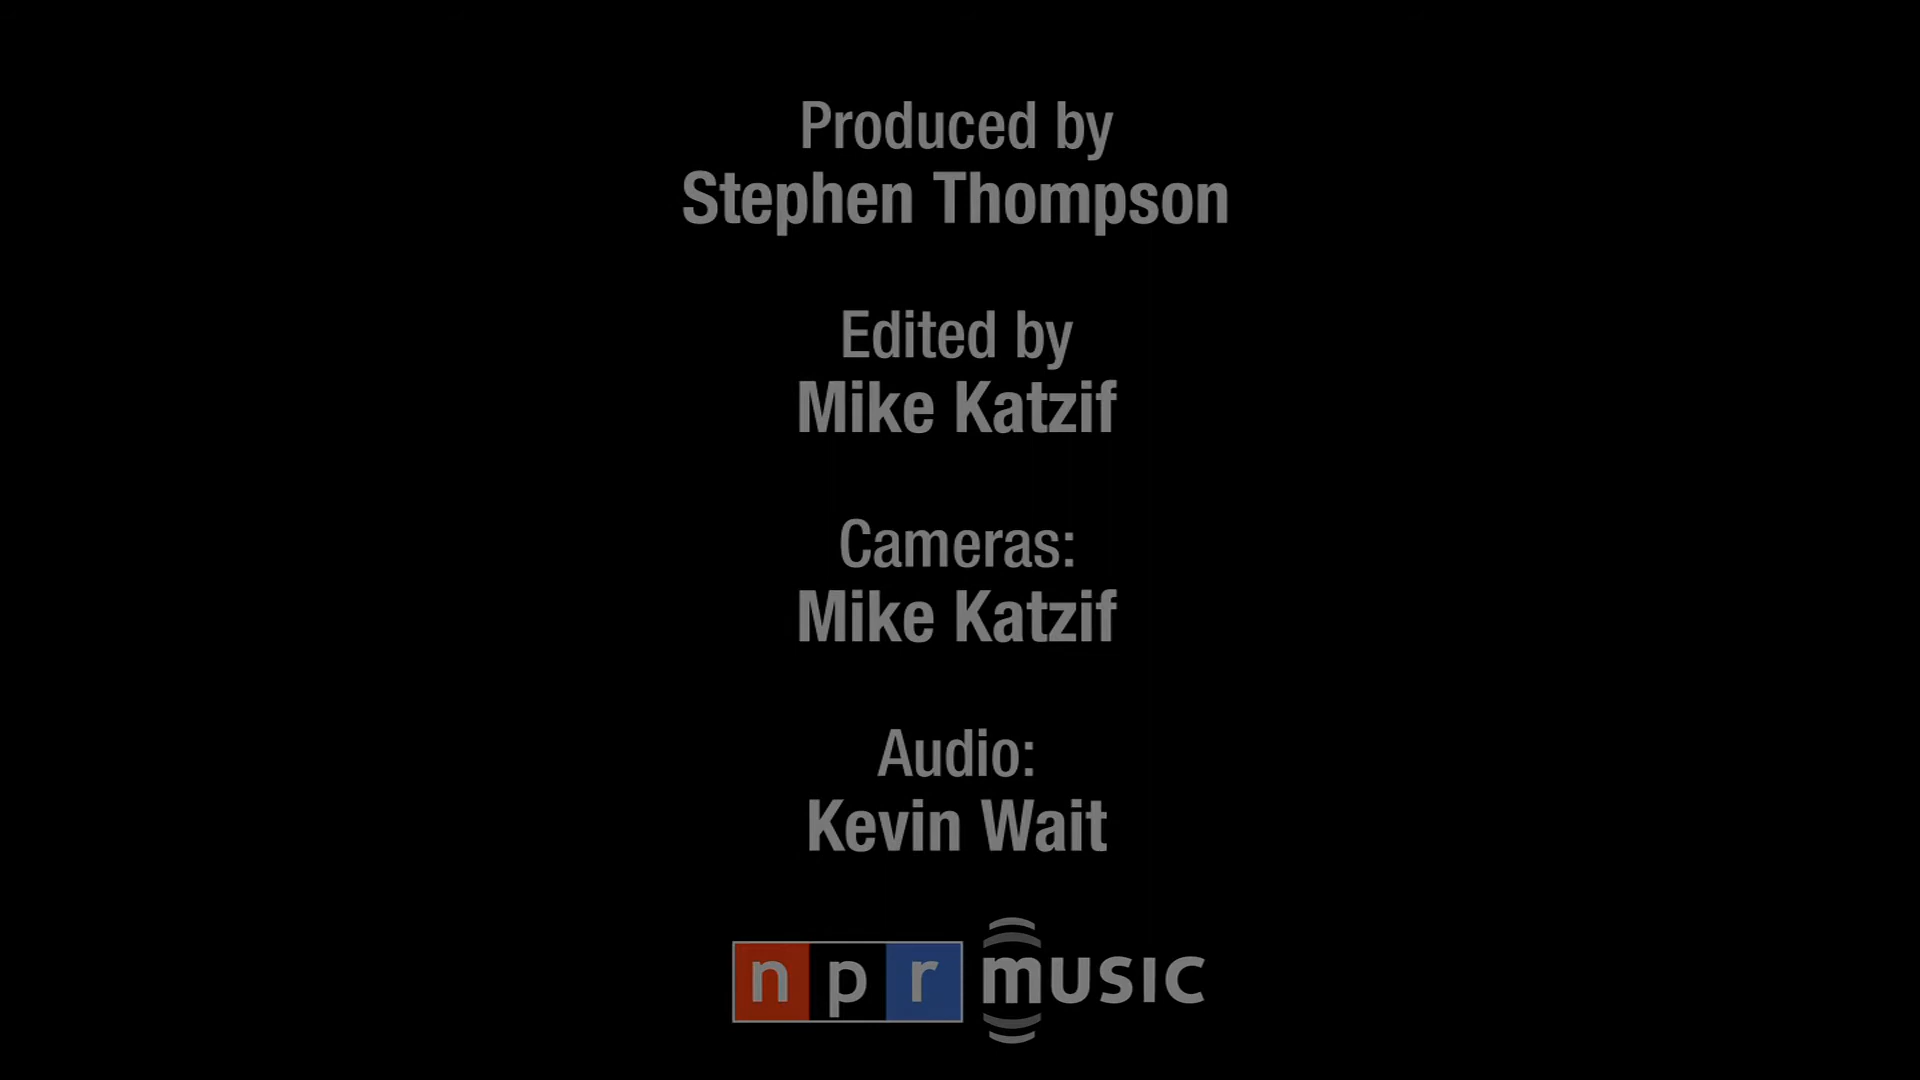 Produced by
Stephen Thompson
Edited by
Mike Katzif
Cameras:
Mike Katzif
Audio:
Kevin Wait
npr music